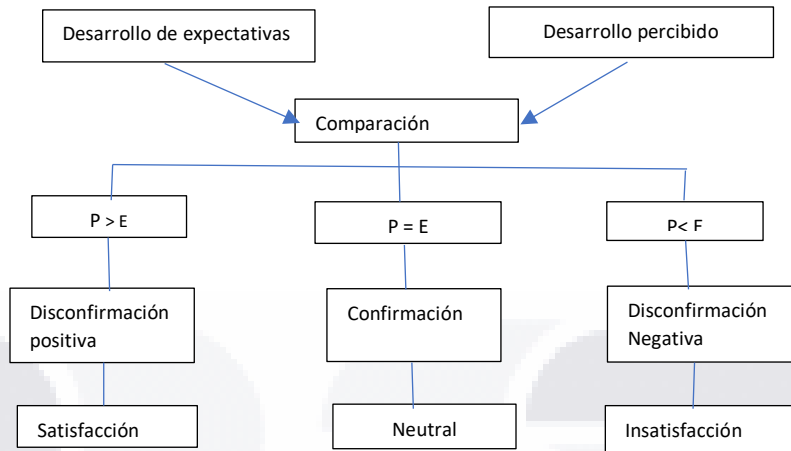 Desarrollo de expectativas
Desarrollo percibido
Comparación
P > E
P = E
P< E
Disconfirmación
positiva
Confirmación
Disconfirmación
Negativa
Satisfacción
Neutral
Insatisfacción